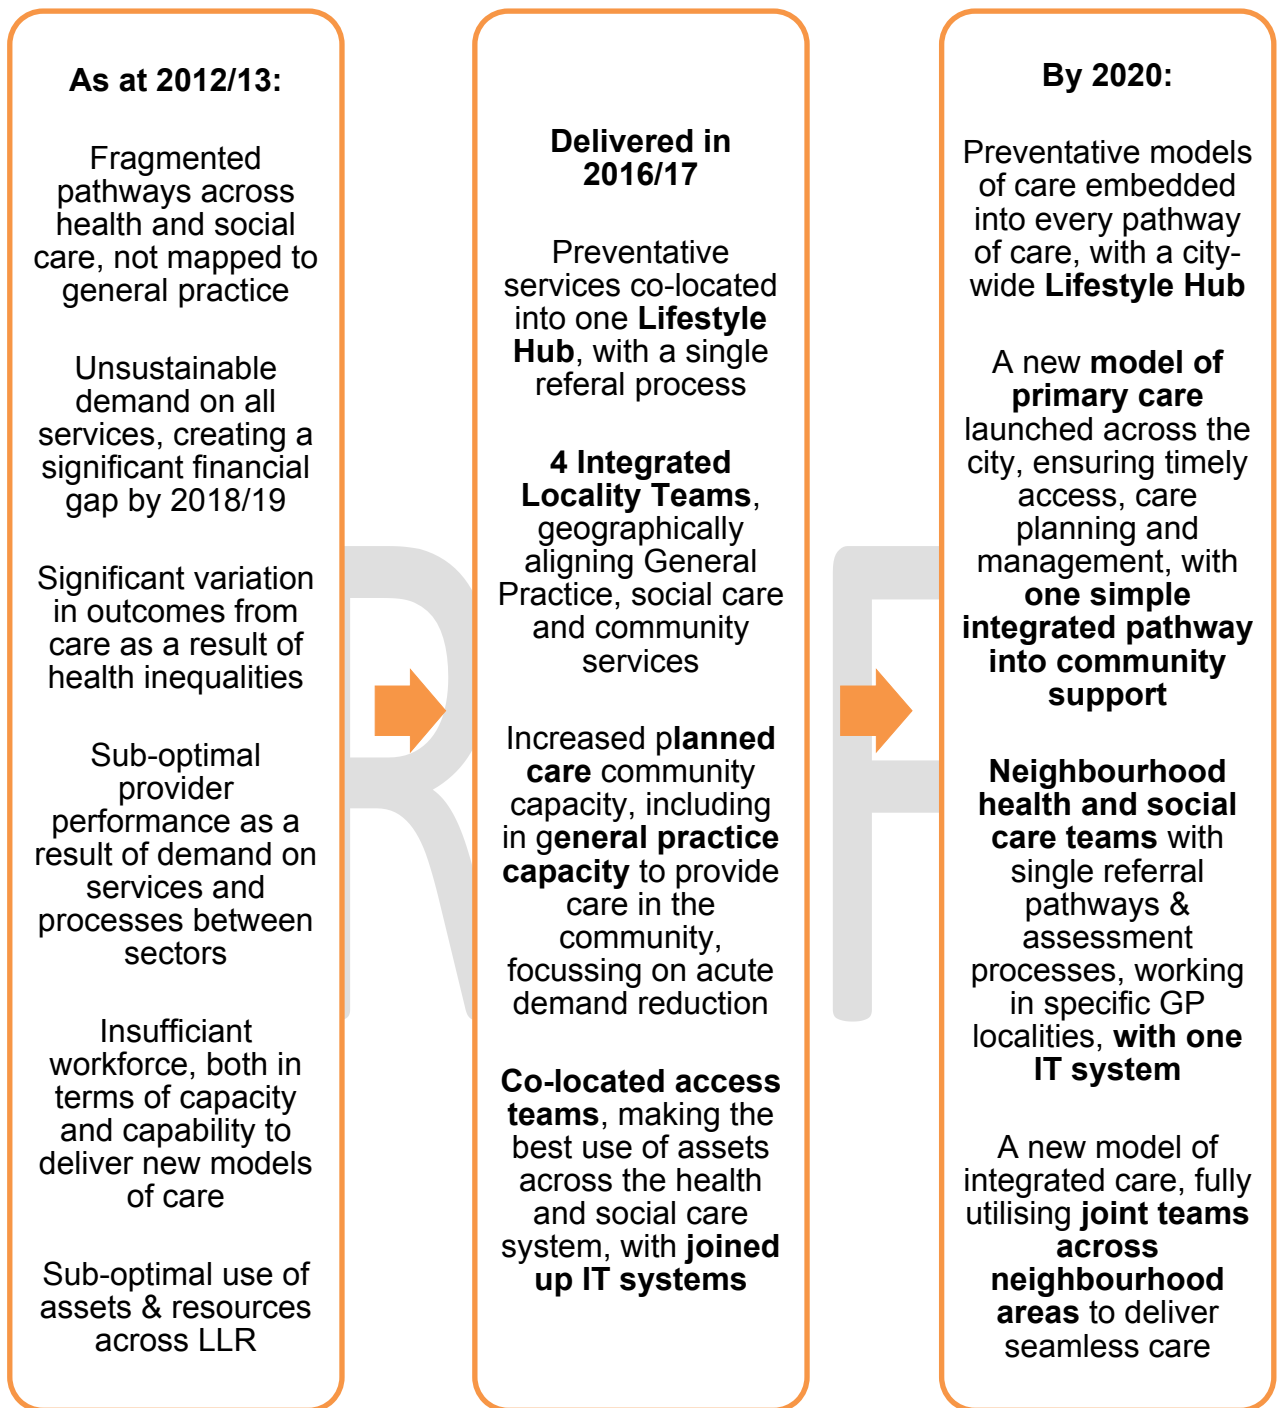 As at 2012/13:
Fragmented
pathways across
health and social
care, not mapped to
general practice
Unsustainable
demand on all
services, creating a
significant financial
gap by 2018/19
Significant variation
in outcomes from
care as a result of
health inequalities
Sub-optimal
provider
performance as a
result of demand on
services and
processes between
sectors
Insufficiant
workforce, both in
terms of capacity
and capability to
deliver new models
of care
Sub-optimal use of
assets & resources
across LLR
Delivered in
2016/17
Preventative
services co-located
into one Lifestyle
Hub, with a single
referal process
4 Integrated
Locality Teams,
geographically
aligning General
Practice, social care
and community
services
Increased planned
care community
capacity, including
in general practice
capacity to provide
care in the
community,
focussing on acute
demand reduction
Co-located access
teams, making the
best use of assets
across the health
and social care
system, with joined
up IT systems
By 2020:
Preventative models
of care embedded
into every pathway
of care, with a city-
wide Lifestyle Hub
A new model of
primary care
launched across the
city, ensuring timely
access, care
planning and
management, with
one simple
integrated pathway
into community
support
Neighbourhood
health and social
care teams with
single referral
pathways &
assessment
processes, working
in specific GP
localities, with one
IT system
A new model of
integrated care, fully
utilising joint teams
across
neighbourhood
areas to deliver
seamless care